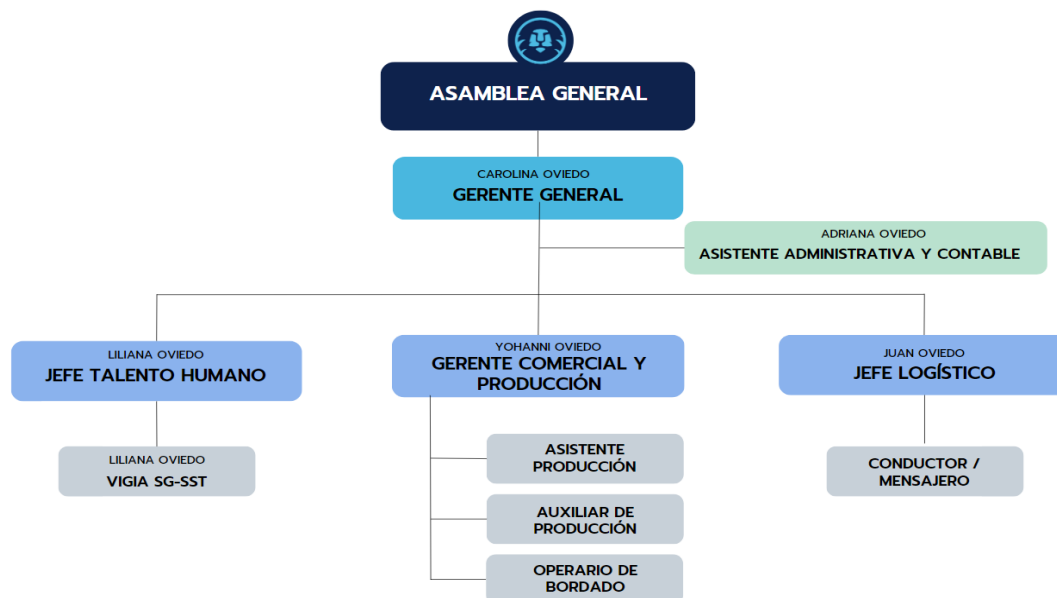 ASAMBLEA GENERAL
CAROLINA OVIEDO
GERENTE GENERAL
ADRIANA OVIEDO
ASISTENTE ADMINISTRATIVA Y CONTABLE
LILIANA OVIEDO
JEFE TALENTO HUMANO
YOHANNI OVIEDO
GERENTE COMERCIAL Y
PRODUCCIÓN
JUAN OVIEDO
JEFE LOGÍSTICO
LILIANA OVIEDO
VIGIA SG-SST
ASISTENTE
PRODUCCIÓN
AUXILIAR DE
PRODUCCIÓN
OPERARIO DE
BORDADO
CONDUCTOR /
MENSAJERO